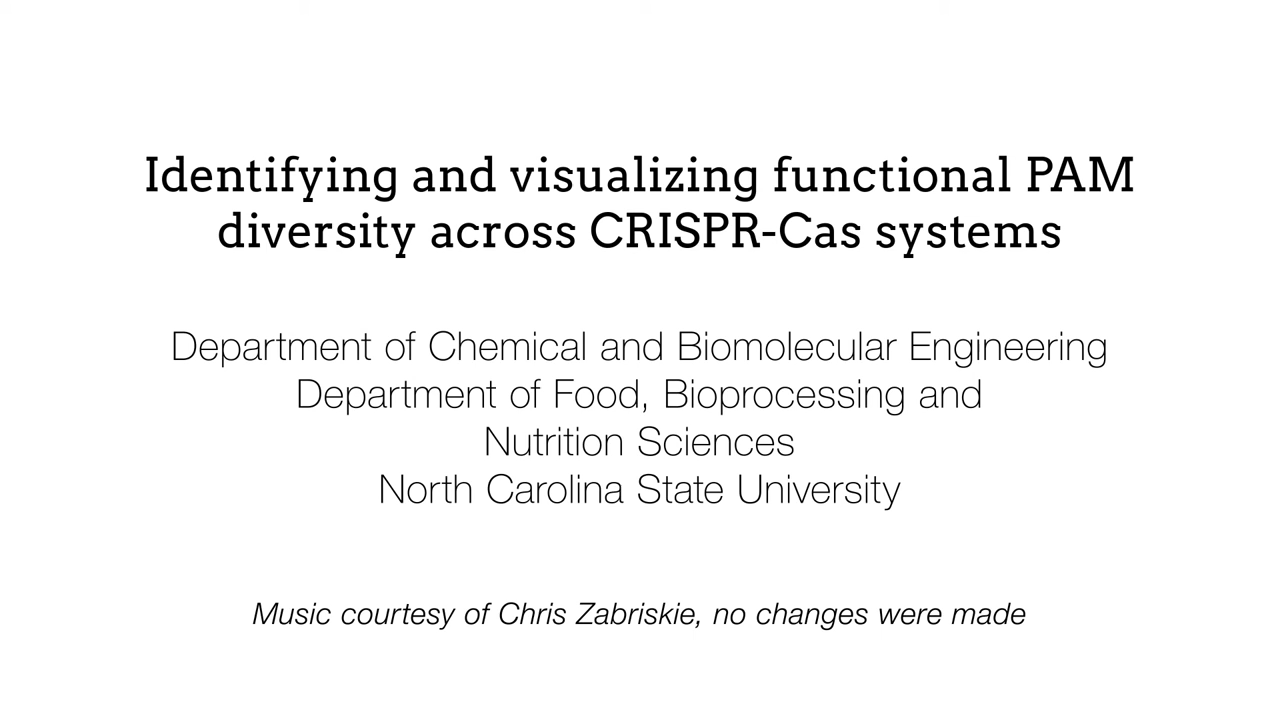 Identifying and visualizing functional PAM
diversity across CRISPR-Cas systems
Department of Chemical and Biomolecular Engineering
Department of Food, Bioprocessing and
Nutrition Sciences
North Carolina State University
Music courtesy of Chris Zabriskie, no changes were made